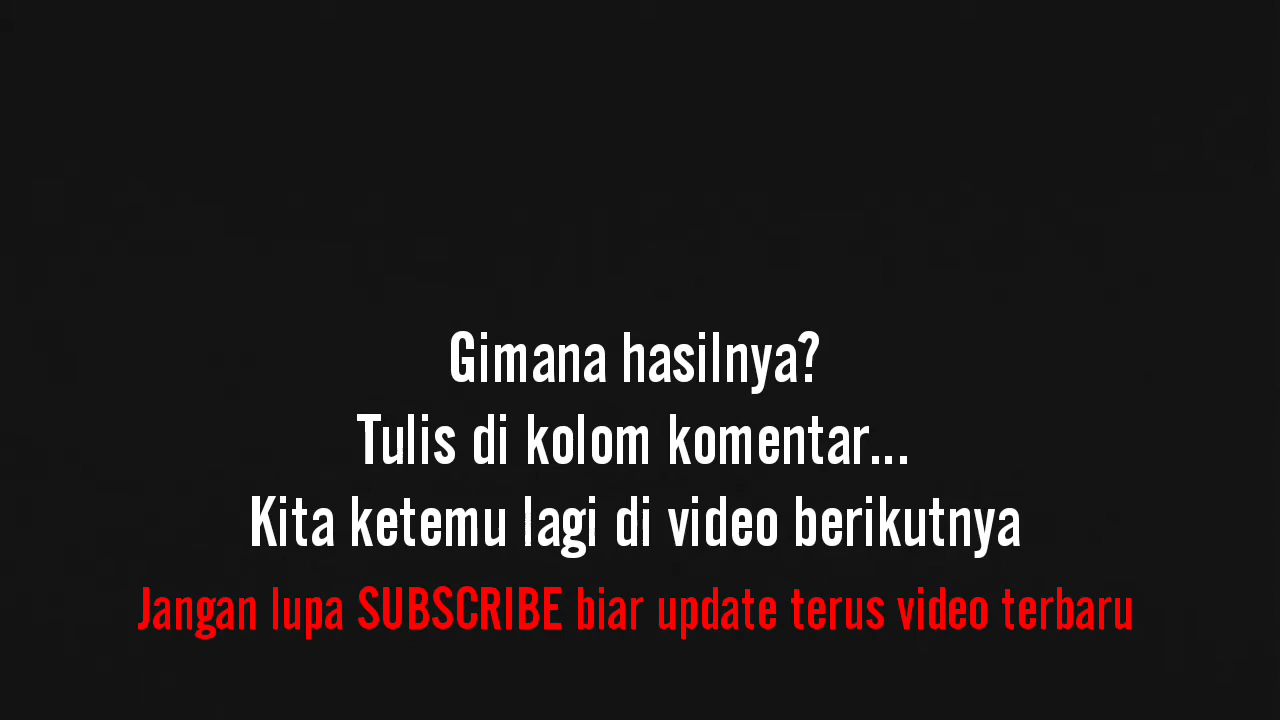 Gimana hasilnya?
Tulis di kolom komentar...
Kita ketemu lagi di video berikutnya
Jangan lupa SUBSCRIBE biar update terus video terbaru